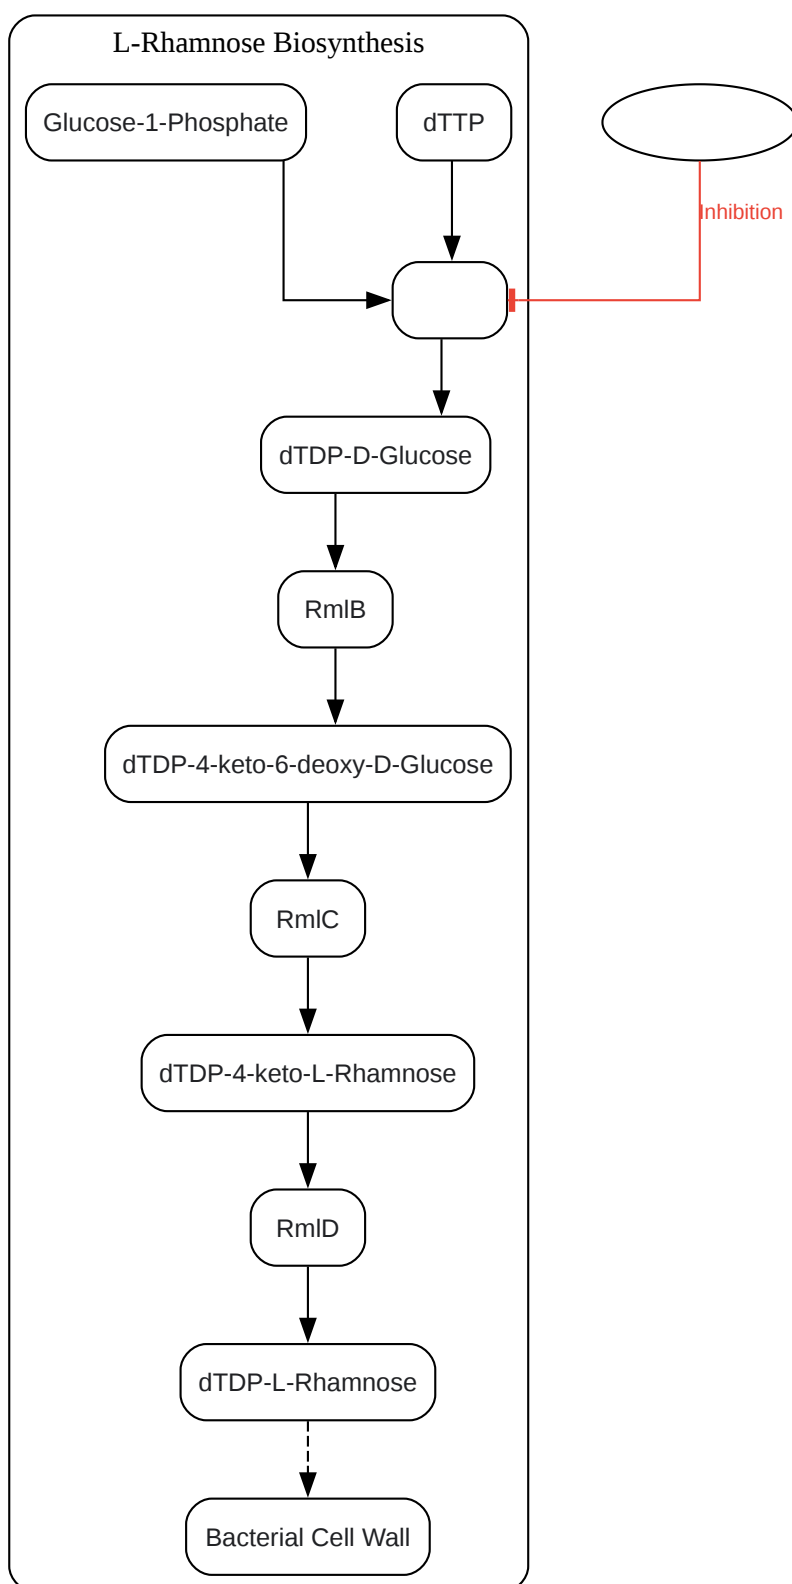 L-Rhamnose Biosynthesis
Glucose-1-Phosphate
dTTP
Inhibition
dTDP-D-Glucose
RmlB
dTDP-4-keto-6-deoxy-D-Glucose
RmlC
dTDP-4-keto-L-Rhamnose
RmlD
dTDP-L-Rhamnose
Bacterial Cell Wall